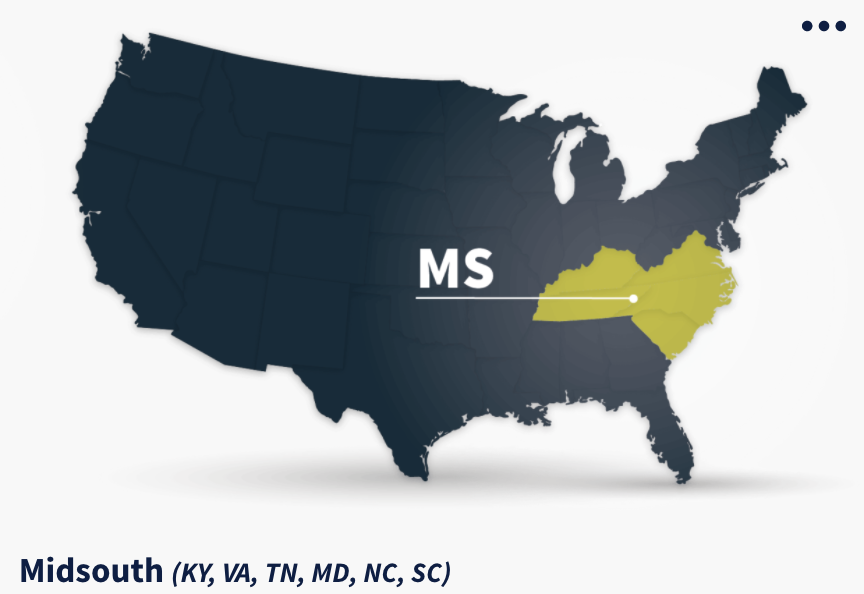 MS
Midsouth (KY, VA, TN, MD, NC, SC)